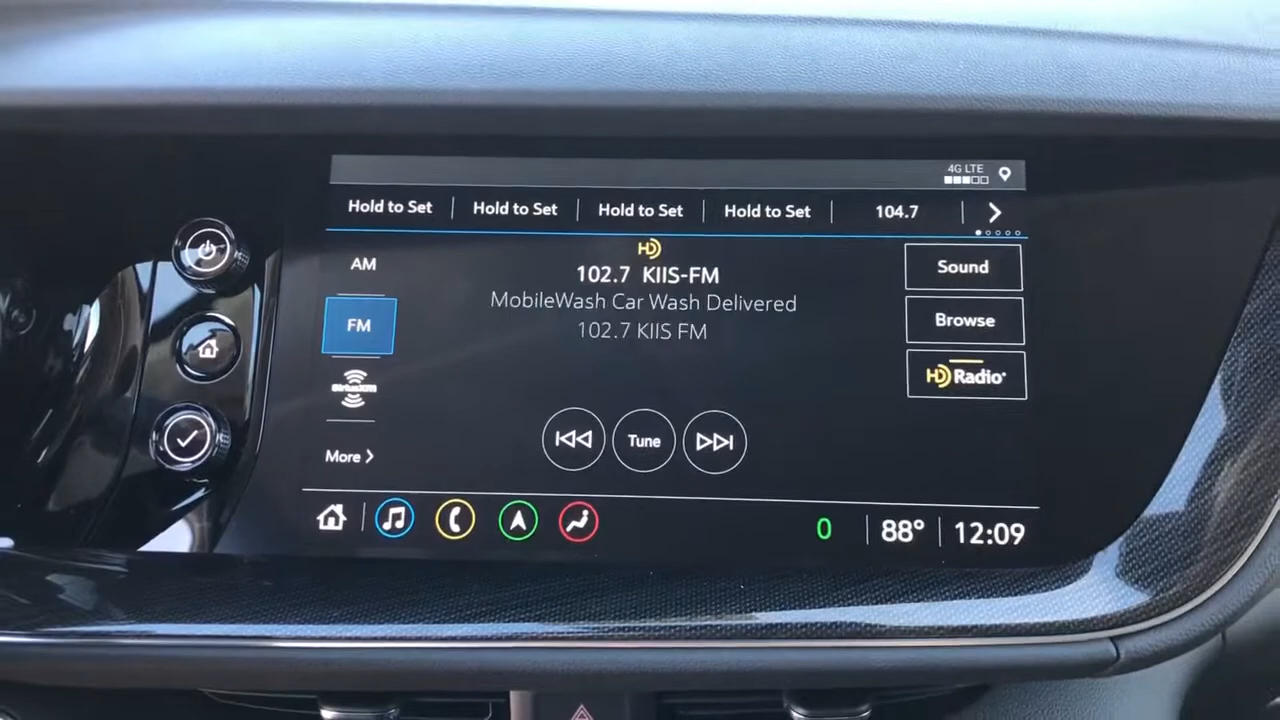 4G LTE
Hold to Set Hold to Set Hold to Set Hold to Set 104.7
HD
AM
102.7 KIIS-FM
Sound
MobileWash Car Wash Delivered
FM
102.7 KIIS FM
Browse
SiriusXM
HD Radio
Tune
More
0 88° 12:09